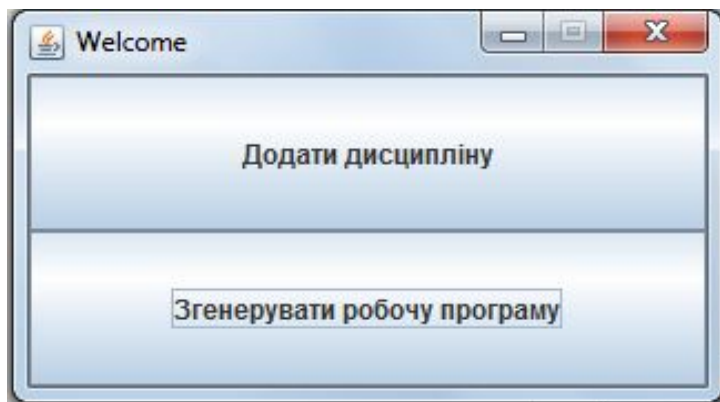 Welcome
Додати дисципліну
Згенерувати робочу програму